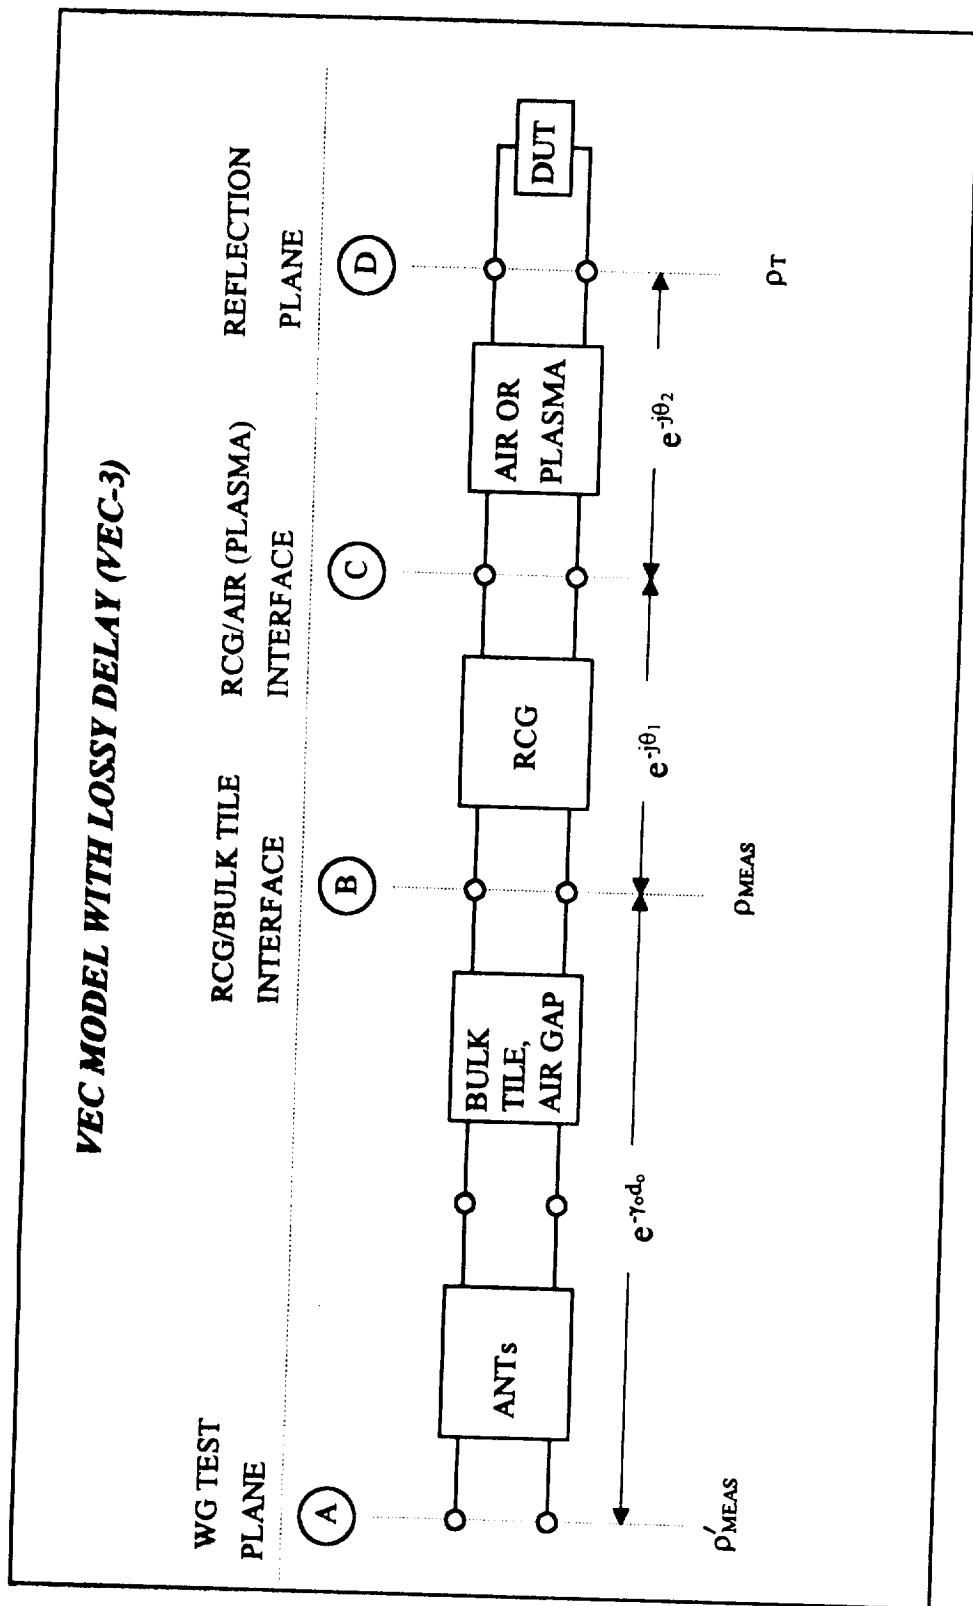 VEC MODEL WITH LOSSY DELAY (VEC-3)
WG TEST
PLANE
RCG/BULK TILE
INTERFACE
RCG/AIR (PLASMA)
INTERFACE
REFLECTION
PLANE
A
B
C
D
ANTs
BULK
TILE,
AIR GAP
RCG
AIR OR
PLASMA
DUT
e^{-γ₀d₀}
e^{-jθ₁}
e^{-jθ₂}
ρ'MEAS
ρMEAS
ρT